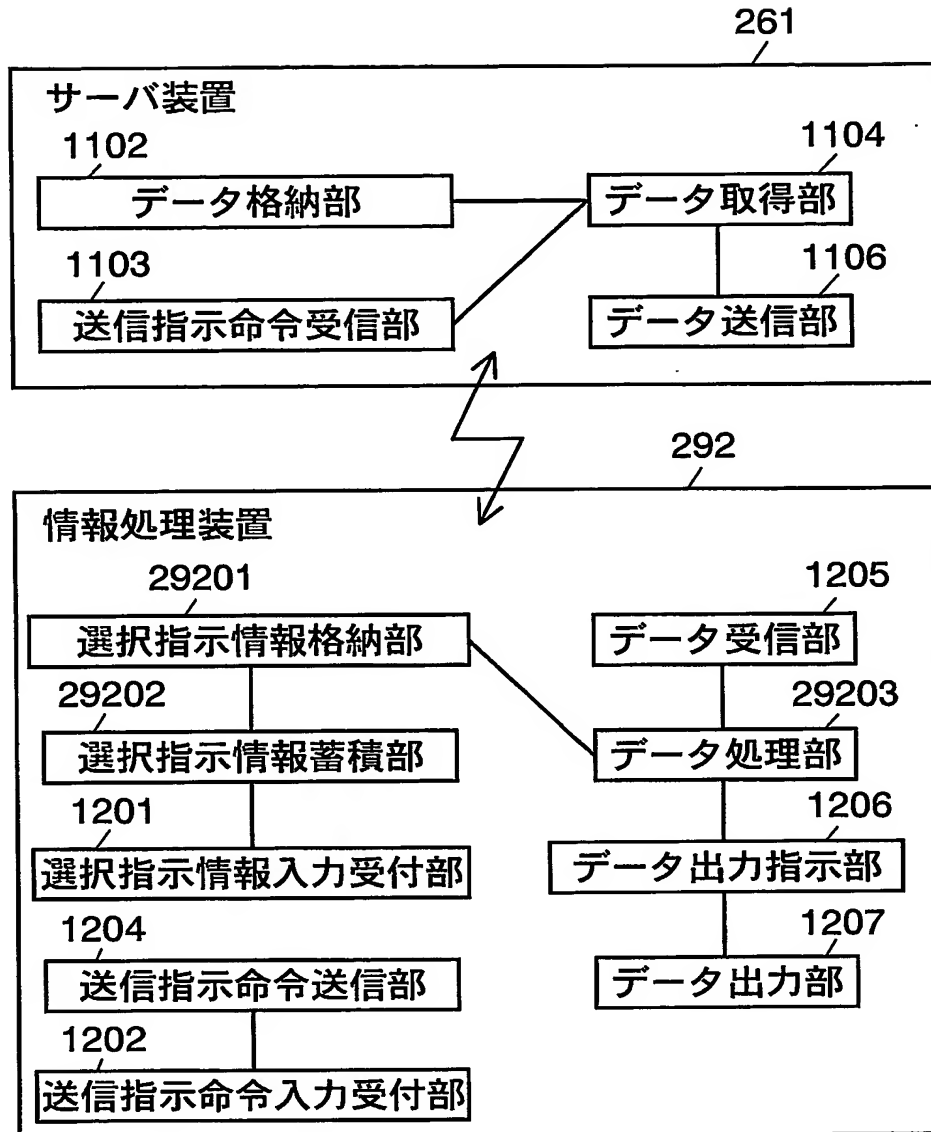 261
サーバ装置
1102
データ格納部
1104
データ取得部
1103
送信指示命令受信部
1106
データ送信部
292
情報処理装置
29201
選択指示情報格納部
1205
データ受信部
29202
選択指示情報蓄積部
29203
データ処理部
1201
選択指示情報入力受付部
1206
データ出力指示部
1204
送信指示命令送信部
1207
データ出力部
1202
送信指示命令入力受付部